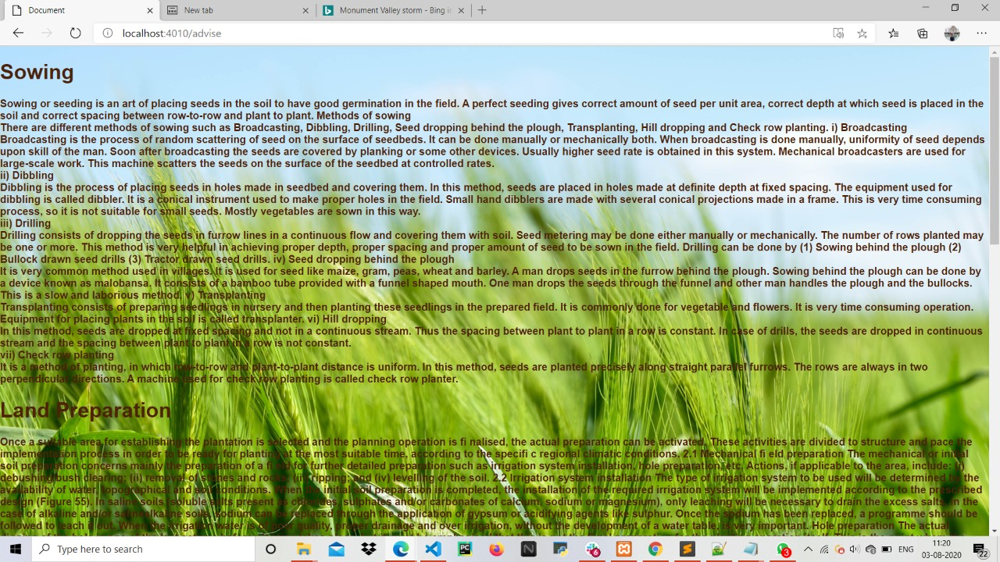 Document
New tab
Monument Valley storm - Bing i
localhost:4010/advise
Sowing
Sowing or seeding is an art of placing seeds in the soil to have good germination in the field. A perfect seeding gives correct amount of seed per unit area, correct depth at which seed is placed in the
soil and correct spacing between row-to-row and plant to plant. Methods of sowing
There are different methods of sowing such as Broadcasting, Dibbling, Drilling, Seed dropping behind the plough, Transplanting, Hill dropping and Check row planting. i) Broadcasting
Broadcasting is the process of random scattering of seed on the surface of seedbeds. It can be done manually or mechanically both. When broadcasting is done manually, uniformity of seed depends
upon skill of the man. Soon after broadcasting the seeds are covered by planking or some other devices. Usually higher seed rate is obtained in this system. Mechanical broadcasters are used for
large-scale work. This machine scatters the seeds on the surface of the seedbed at controlled rates.
ii) Dibbling
Dibbling is the process of placing seeds in holes made in seedbed and covering them. In this method, seeds are placed in holes made at definite depth at fixed spacing. The equipment used for
dibbling is called dibbler. It is a conical instrument used to make proper holes in the field. Small hand dibblers are made with several conical projections made in a frame. This is very time consuming
process, so it is not suitable for small seeds. Mostly vegetables are sown in this way.
iii) Drilling
Drilling consists of dropping the seeds in furrow lines in a continuous flow and covering them with soil. Seed metering may be done either manually or mechanically. The number of rows planted may
be one or more. This method is very helpful in achieving proper depth, proper spacing and proper amount of seed to be sown in the field. Drilling can be done by (1) Sowing behind the plough (2)
Bullock drawn seed drills (3) Tractor drawn seed drills. iv) Seed dropping behind the plough
It is very common method used in villages. It is used for seed like maize, gram, peas, wheat and barley. A man drops seeds in the furrow behind the plough. Sowing behind the plough can be done by
a device known as malobansa. It consists of a bamboo tube provided with a funnel shaped mouth. One man drops the seeds through the funnel and other man handles the plough and the bullocks.
This is a slow and laborious method. v) Transplanting
Transplanting consists of preparing seedlings in nursery and then planting these seedlings in the prepared field. It is commonly done for vegetable and flowers. It is very time consuming operation.
Equipment for placing plants in the soil is called transplanter. vi) Hill dropping
In this method, seeds are dropped at fixed spacing and not in a continuous stream. Thus the spacing between plant to plant in a row is constant. In case of drills, the seeds are dropped in continuous
stream and the spacing between plant to plant in a row is not constant.
vii) Check row planting
It is a method of planting, in which row-to-row and plant-to-plant distance is uniform. In this method, seeds are planted precisely along straight parallel furrows. The rows are always in two
perpendicular directions. A machine used for check row planting is called check row planter.
Land Preparation
Once a suitable area for establishing the plantation is selected and the planning operation is fi nalised, the actual preparation can be activated. These activities are divided to structure and pace the
implementation process in order to be ready for planting at the most suitable time, according to the specifi c regional climatic conditions. 2.1 Mechanical fi eld preparation The mechanical or initial
soil preparation concerns mainly the preparation of a fi eld for further detailed preparation such as irrigation system installation, hole preparation, etc. Actions, if applicable to the area, include: (i)
debushing/bush clearing; (ii) removal of stones and rocks; (iii) ripping; and (iv) levelling of the soil. 2.2 Irrigation system installation The type of irrigation system to be used will be determined by the
availability of water, topographical and soil conditions. When the initial soil preparation is completed, the installation of the required irrigation system will be implemented according to the prescribed
design (Figure 55). In saline soils (soluble salts present as chlorides, sulphates and/or carbonates of calcium, sodium or magnesium), only leaching will be necessary to drain the excess salts. In the
case of alkaline and/or saline-alkaline soils, sodium can be replaced through the application of gypsum or acidifying agents like sulphur. Once the sodium has been replaced, a programme should be
followed to leach it out. When the irrigation water is of poor quality, proper drainage and over irrigation, without the development of a water table, is very important. Hole preparation The actual
Type here to search
6
3
11:20
03-08-2020
22